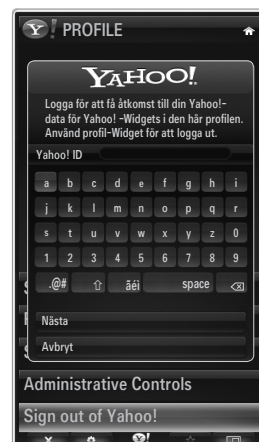 Y! PROFILE
YAHOO!
Logga för att få åtkomst till din Yahoo!-
data för Yahoo! -Widgets i den här profilen.
Använd profil-Widget för att logga ut.
Yahoo! ID
a b c d e f g h i
j k l m n o p q r
s t u v w x y z 0
1 2 3 4 5 6 7 8 9
.@# ⇧ āéi space ⌫
Nästa
Avbryt
Administrative Controls
Sign out of Yahoo!
Y!